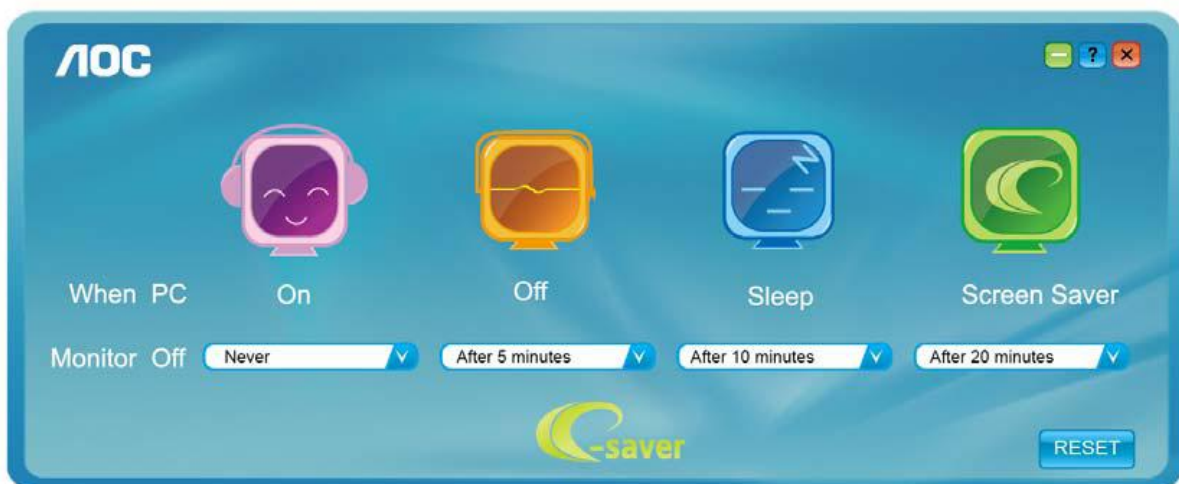 AOC
?
When PC On Off Sleep Screen Saver
Monitor Off Never After 5 minutes After 10 minutes After 20 minutes
e-saver
RESET